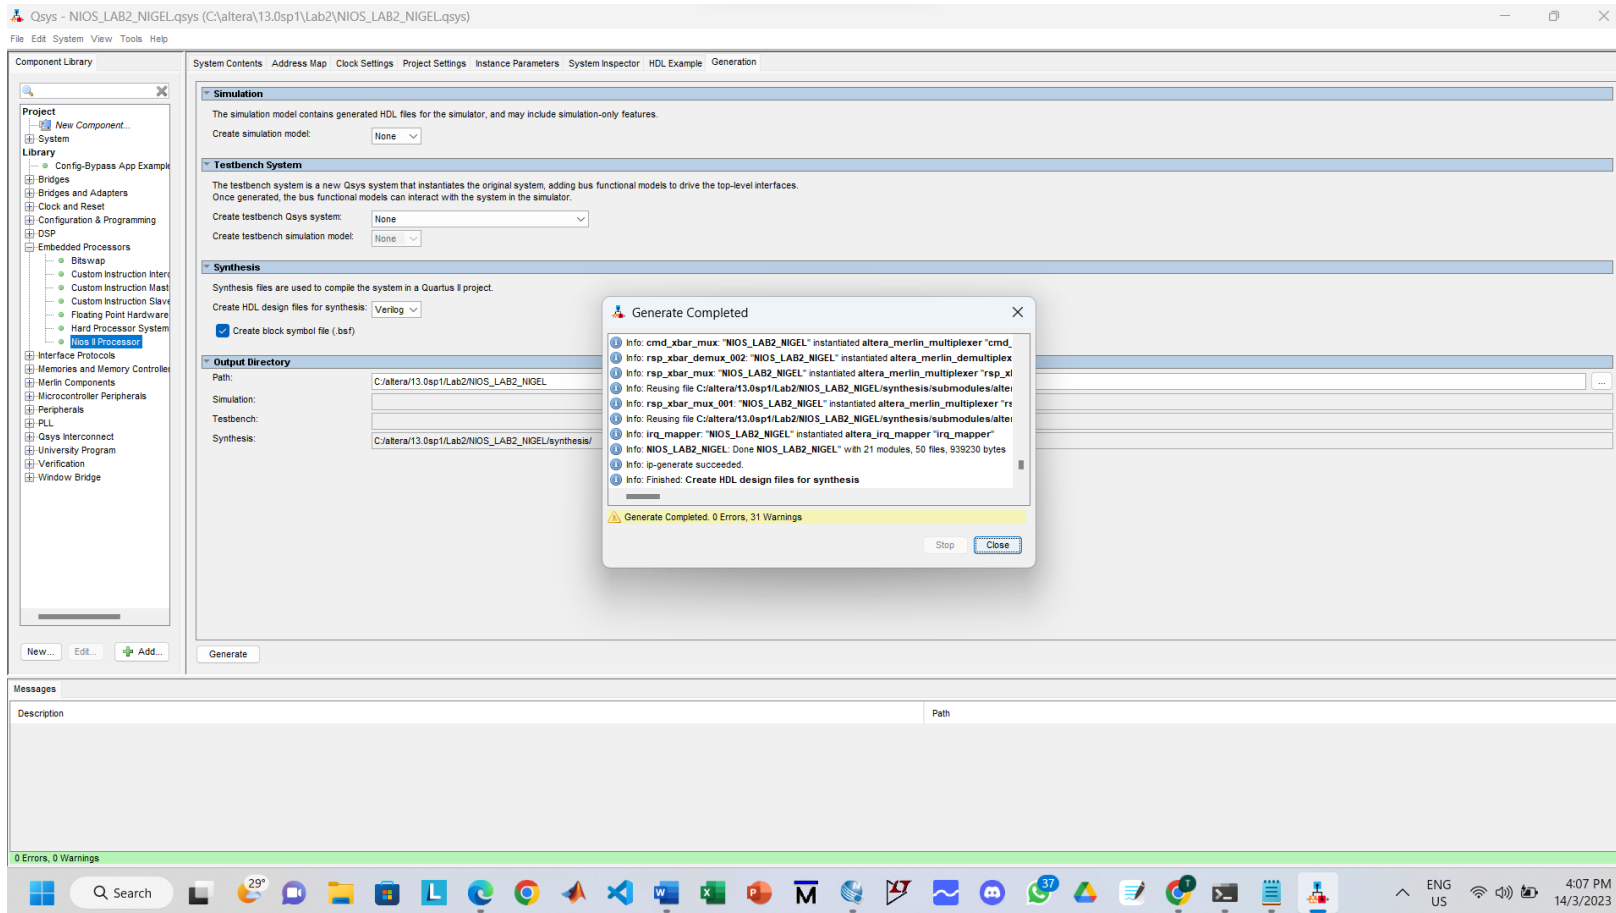 Qsys - NIOS_LAB2_NIGEL.qsys (C:\altera\13.0sp1\Lab2\NIOS_LAB2_NIGEL.qsys)
File Edit System View Tools Help
Component Library
System Contents Address Map Clock Settings Project Settings Instance Parameters System Inspector HDL Example Generation
Project
New Component...
System
Library
Config-Bypass App Example
Bridges
Bridges and Adapters
Clock and Reset
Configuration & Programming
DSP
Embedded Processors
Bitswap
Custom Instruction Interc
Custom Instruction Mast
Custom Instruction Slave
Floating Point Hardware
Hard Processor System
Nios II Processor
Interface Protocols
Memories and Memory Controller
Merlin Components
Microcontroller Peripherals
Peripherals
PLL
Qsys Interconnect
University Program
Verification
Window Bridge
New... Edit... Add...
Simulation
The simulation model contains generated HDL files for the simulator, and may include simulation-only features.
Create simulation model: None
Testbench System
The testbench system is a new Qsys system that instantiates the original system, adding bus functional models to drive the top-level interfaces.
Once generated, the bus functional models can interact with the system in the simulator.
Create testbench Qsys system: None
Create testbench simulation model: None
Synthesis
Synthesis files are used to compile the system in a Quartus II project.
Create HDL design files for synthesis: Verilog
Create block symbol file (.bsf)
Output Directory
Path: C:/altera/13.0sp1/Lab2/NIOS_LAB2_NIGEL ...
Simulation:
Testbench:
Synthesis: C:/altera/13.0sp1/Lab2/NIOS_LAB2_NIGEL/synthesis/
Generate
Generate Completed
Info: cmd_xbar_mux: "NIOS_LAB2_NIGEL" instantiated altera_merlin_multiplexer "cmd_
Info: rsp_xbar_demux_002: "NIOS_LAB2_NIGEL" instantiated altera_merlin_demultiplex
Info: rsp_xbar_mux: "NIOS_LAB2_NIGEL" instantiated altera_merlin_multiplexer "rsp_xl
Info: Reusing file C:/altera/13.0sp1/Lab2/NIOS_LAB2_NIGEL/synthesis/submodules/alter
Info: rsp_xbar_mux_001: "NIOS_LAB2_NIGEL" instantiated altera_merlin_multiplexer "rs
Info: Reusing file C:/altera/13.0sp1/Lab2/NIOS_LAB2_NIGEL/synthesis/submodules/alter
Info: irq_mapper: "NIOS_LAB2_NIGEL" instantiated altera_irq_mapper "irq_mapper"
Info: NIOS_LAB2_NIGEL: Done NIOS_LAB2_NIGEL" with 21 modules, 50 files, 939230 bytes
Info: ip-generate succeeded.
Info: Finished: Create HDL design files for synthesis
Generate Completed. 0 Errors, 31 Warnings
Stop Close
Messages
Description Path
0 Errors, 0 Warnings
Search
29°
37
ENG
US
4:07 PM
14/3/2023